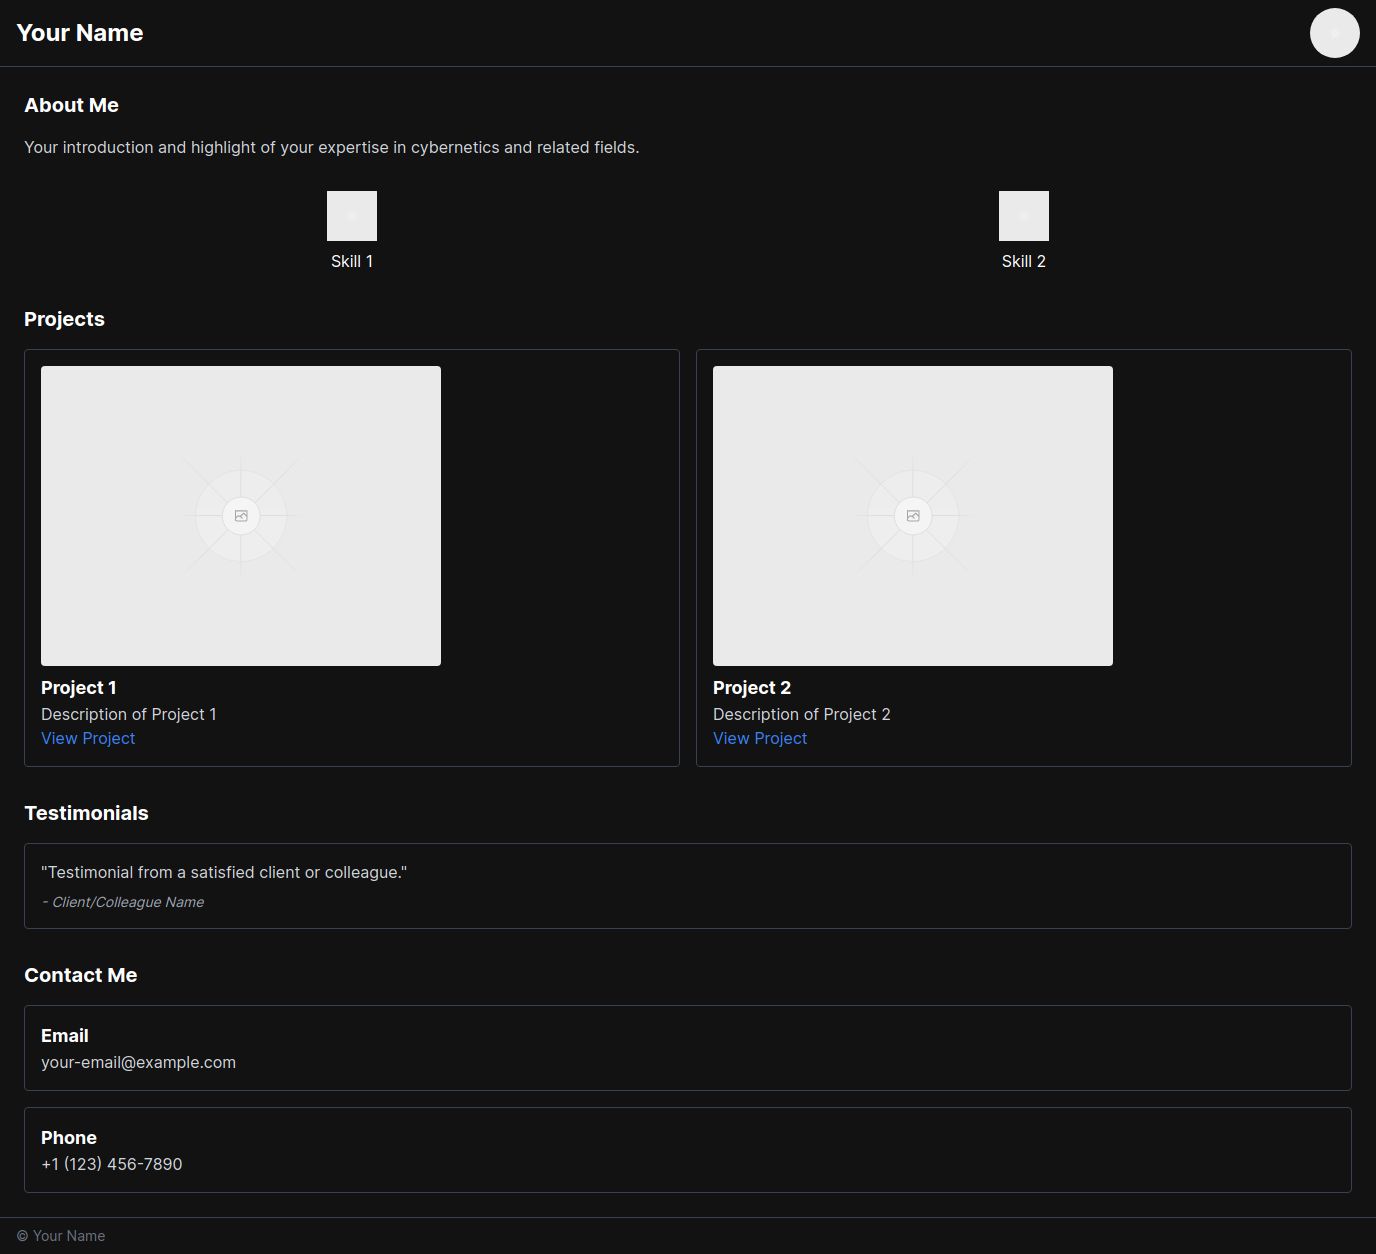 Your Name
About Me
Your introduction and highlight of your expertise in cybernetics and related fields.
Skill 1
Skill 2
Projects
Project 1
Description of Project 1
View Project
Project 2
Description of Project 2
View Project
Testimonials
"Testimonial from a satisfied client or colleague."
- Client/Colleague Name
Contact Me
Email
your-email@example.com
Phone
+1 (123) 456-7890
© Your Name